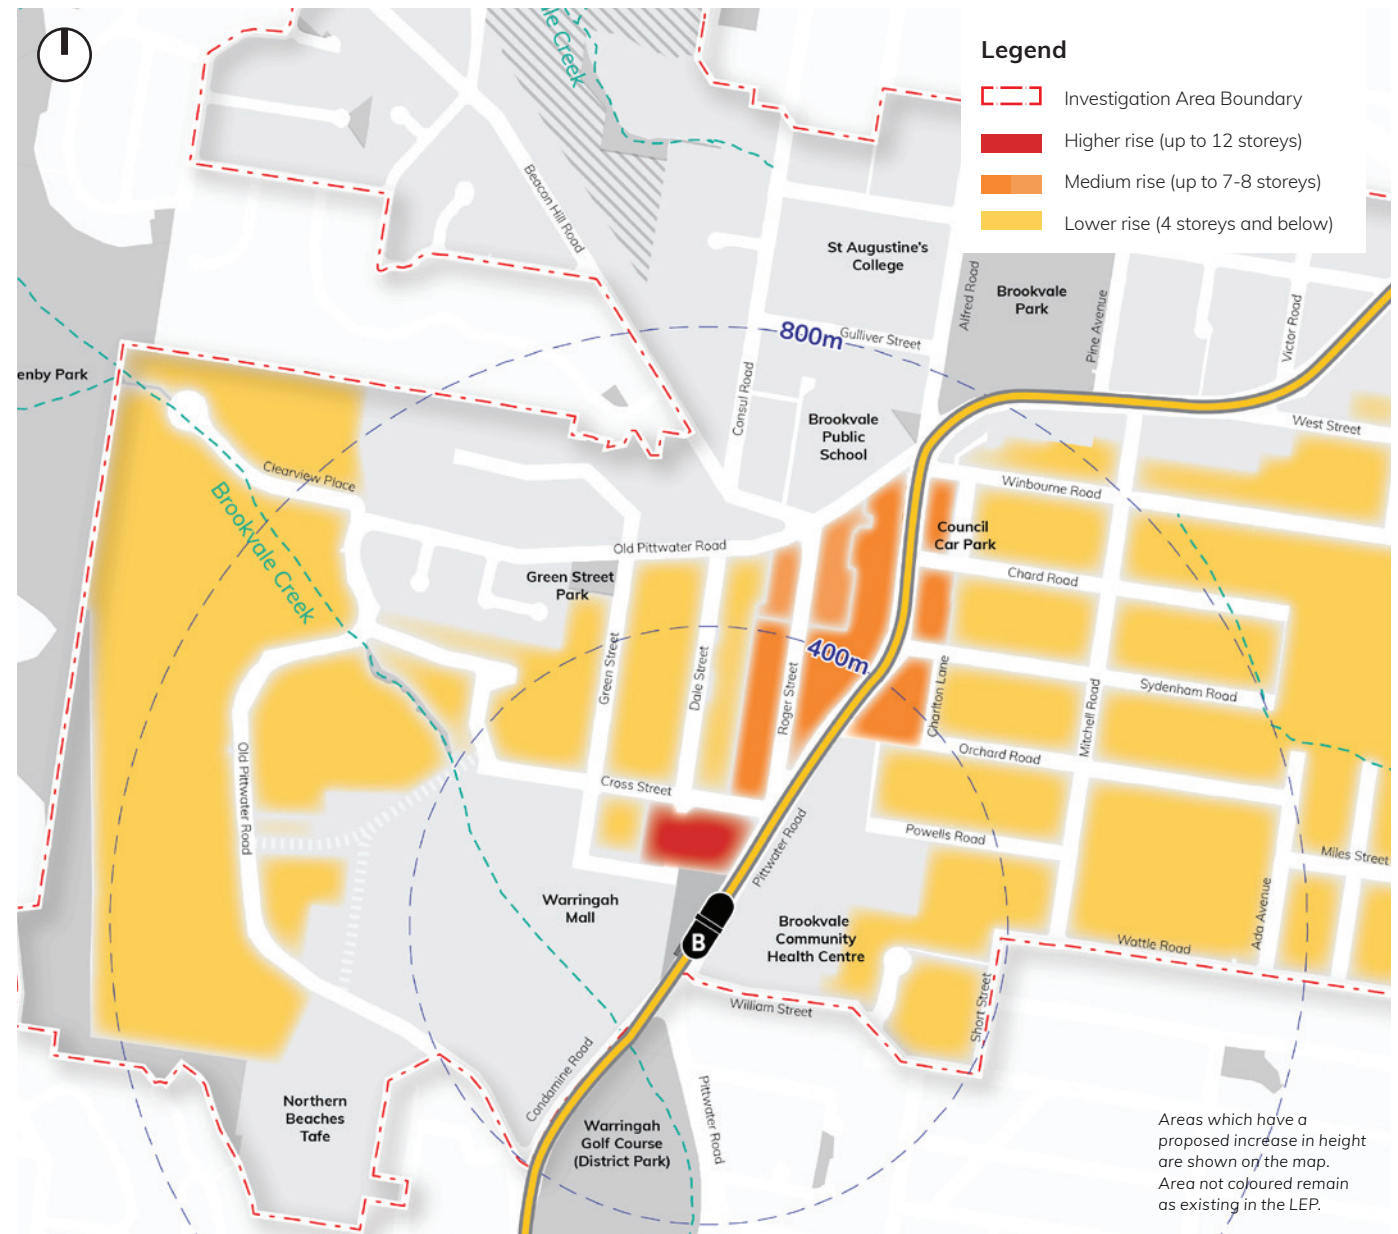 Legend
Investigation Area Boundary
Higher rise (up to 12 storeys)
Medium rise (up to 7-8 storeys)
Lower rise (4 storeys and below)
Creek
Beacon Hill Road
St Augustine's
College
Alfred Road
Brookvale
Park
Pine Avenue
Victor Road
800m
Gulliver Street
enby Park
Consul Road
Brookvale
Public
School
West Street
Clearview Place
Winbourne Road
Brookvale Creek
Council
Car Park
Old Pittwater Road
Green Street
Park
Chard Road
400m
Green Street
Dale Street
Roger Street
Charlton Lane
Mitchell Road
Sydenham Road
Orchard Road
Old Pittwater Road
Cross Street
Pittwater Road
Powells Road
Miles Street
Warringah
Mall
B
Brookvale
Community
Health Centre
Ada Avenue
Wattle Road
William Street
Short Street
Condamine Road
Pittwater Road
Northern
Beaches
Tafe
Warringah
Golf Course
(District Park)
Areas which have a
proposed increase in height
are shown on the map.
Area not coloured remain
as existing in the LEP.